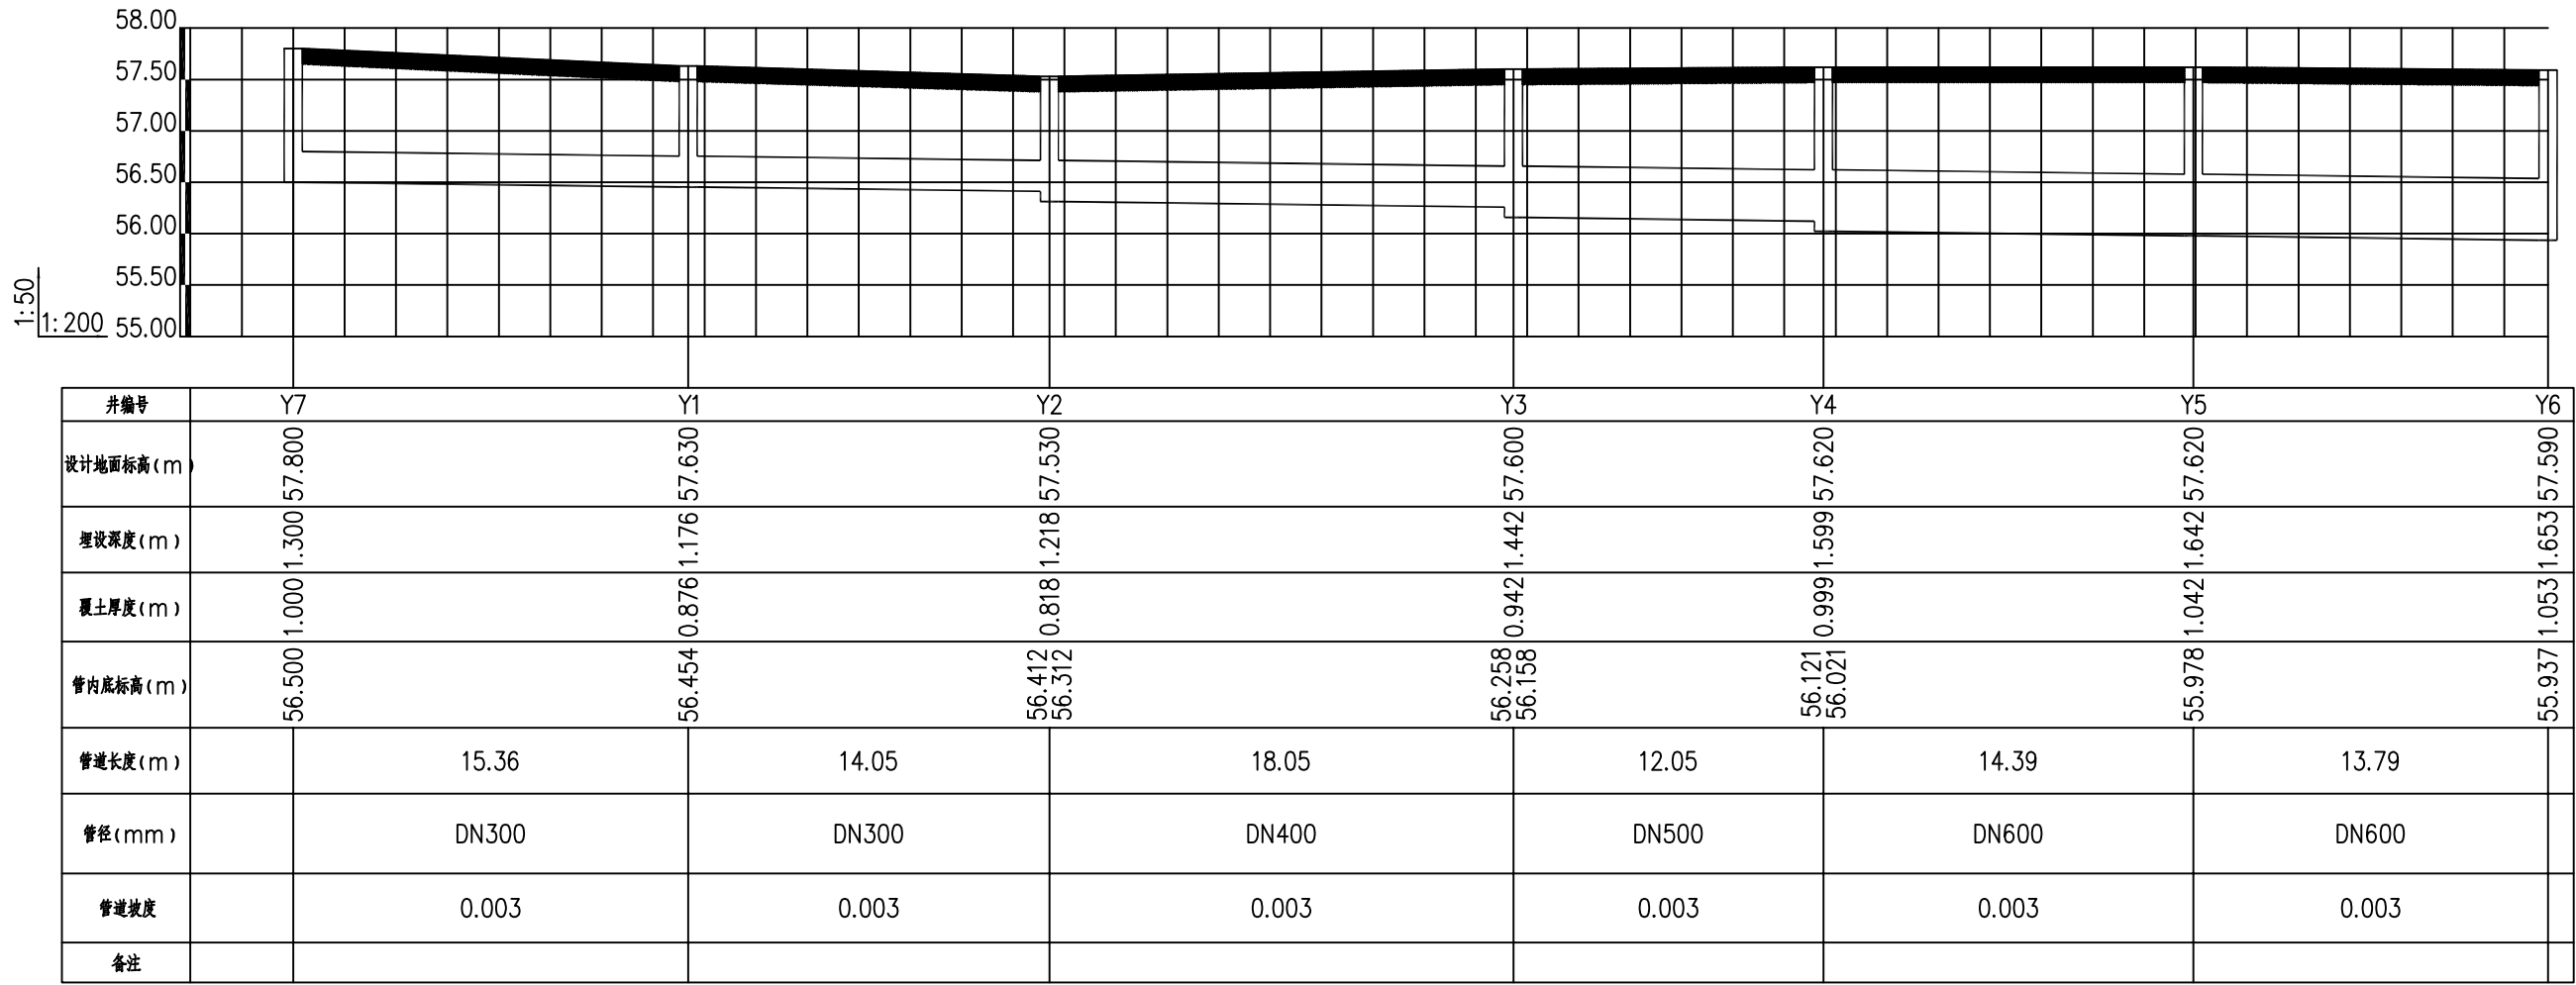 58.00
57.50
57.00
56.50
56.00
55.50
55.00
1:50
1:200
井编号 Y7 Y1 Y2 Y3 Y4 Y5 Y6
设计地面标高(m) 57.800 57.630 57.530 57.600 57.620 57.620 57.590
埋设深度(m) 1.300 1.176 1.218 1.442 1.599 1.642 1.653
覆土厚度(m) 1.000 0.876 0.818 0.942 0.999 1.042 1.053
管内底标高(m) 56.500 56.454 56.412 56.312 56.258 56.158 56.121 56.021 55.978 55.937
管道长度(m) 15.36 14.05 18.05 12.05 14.39 13.79
管径(mm) DN300 DN300 DN400 DN500 DN600 DN600
管道坡度 0.003 0.003 0.003 0.003 0.003 0.003
备注